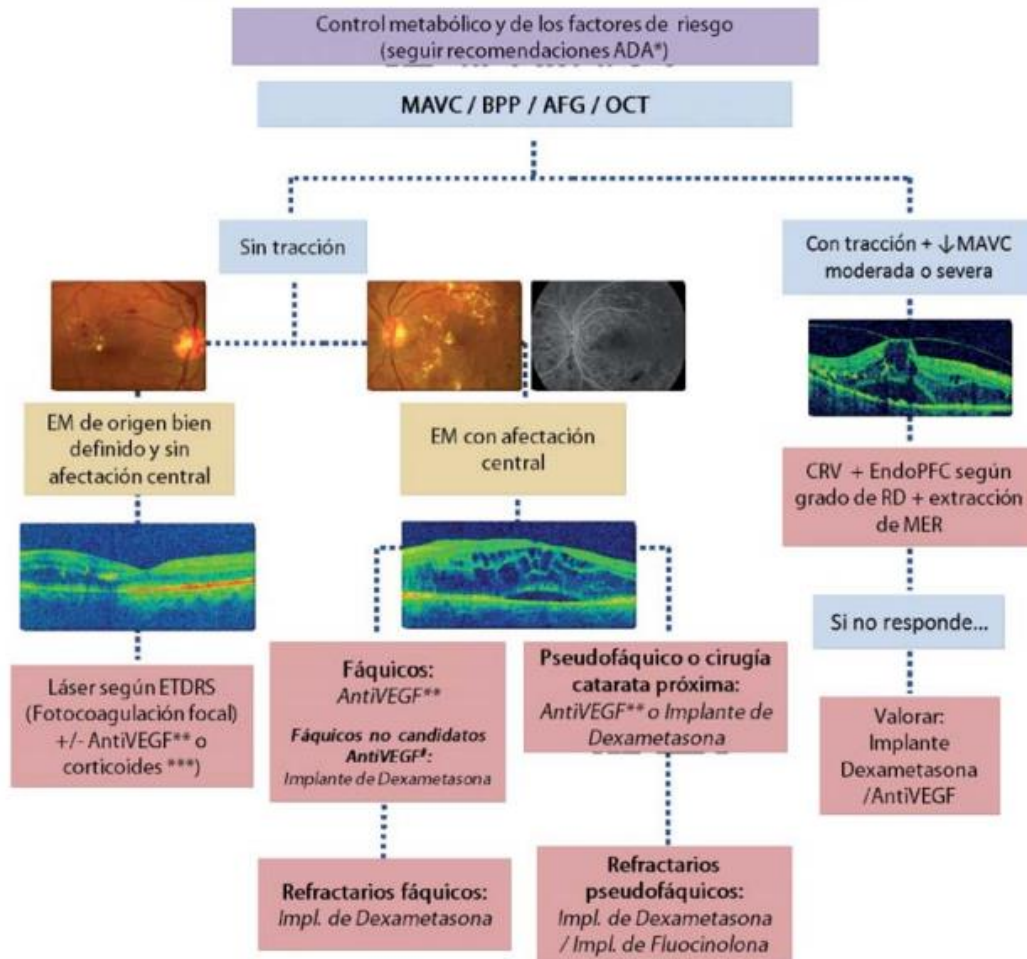 Control metabólico y de los factores de riesgo
(seguir recomendaciones ADA*)
MAVC / BPP / AFG / OCT
Sin tracción
Con tracción + ↓MAVC
moderada o severa
EM de origen bien
definido y sin
afectación central
EM con afectación
central
CRV + EndoPFC según
grado de RD + extracción
de MER
Si no responde...
Láser según ETDRS
(Fotocoagulación focal)
+/- AntiVEGF** o
corticoides ***)
Fáquicos:
AntiVEGF**
Fáquicos no candidatos
AntiVEGF#:
Implante de Dexametasona
Pseudofáquico o cirugía
catarata próxima:
AntiVEGF** o Implante de
Dexametasona
Valorar:
Implante
Dexametasona
/AntiVEGF
Refractarios fáquicos:
Impl. de Dexametasona
Refractarios
pseudofáquicos:
Impl. de Dexametasona
/ Impl. de Fluocinolona